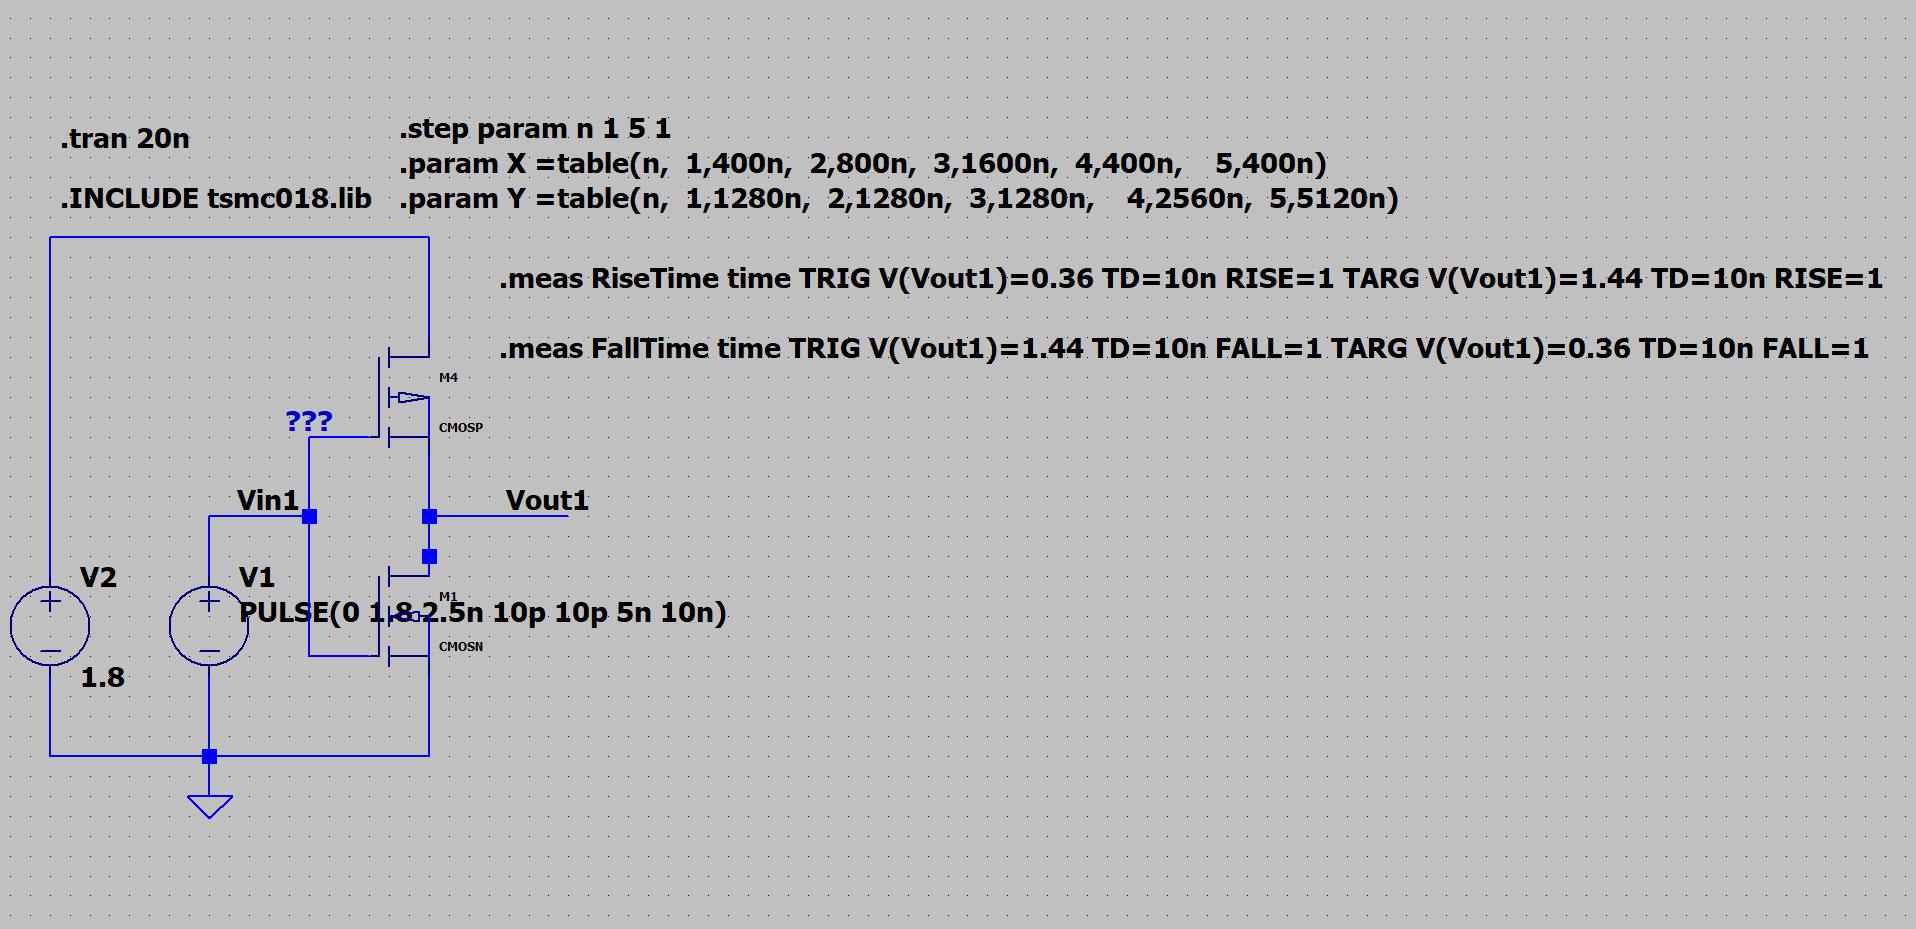 .tran 20n
.step param n 1 5 1
.param X =table(n, 1,400n, 2,800n, 3,1600n, 4,400n, 5,400n)
.INCLUDE tsmc018.lib
.param Y =table(n, 1,1280n, 2,1280n, 3,1280n, 4,2560n, 5,5120n)
.meas RiseTime time TRIG V(Vout1)=0.36 TD=10n RISE=1 TARG V(Vout1)=1.44 TD=10n RISE=1
.meas FallTime time TRIG V(Vout1)=1.44 TD=10n FALL=1 TARG V(Vout1)=0.36 TD=10n FALL=1
M4
???
CMOSP
Vin1
Vout1
V2
V1
M1
PULSE(0 1.8 2.5n 10p 10p 5n 10n)
CMOSN
1.8